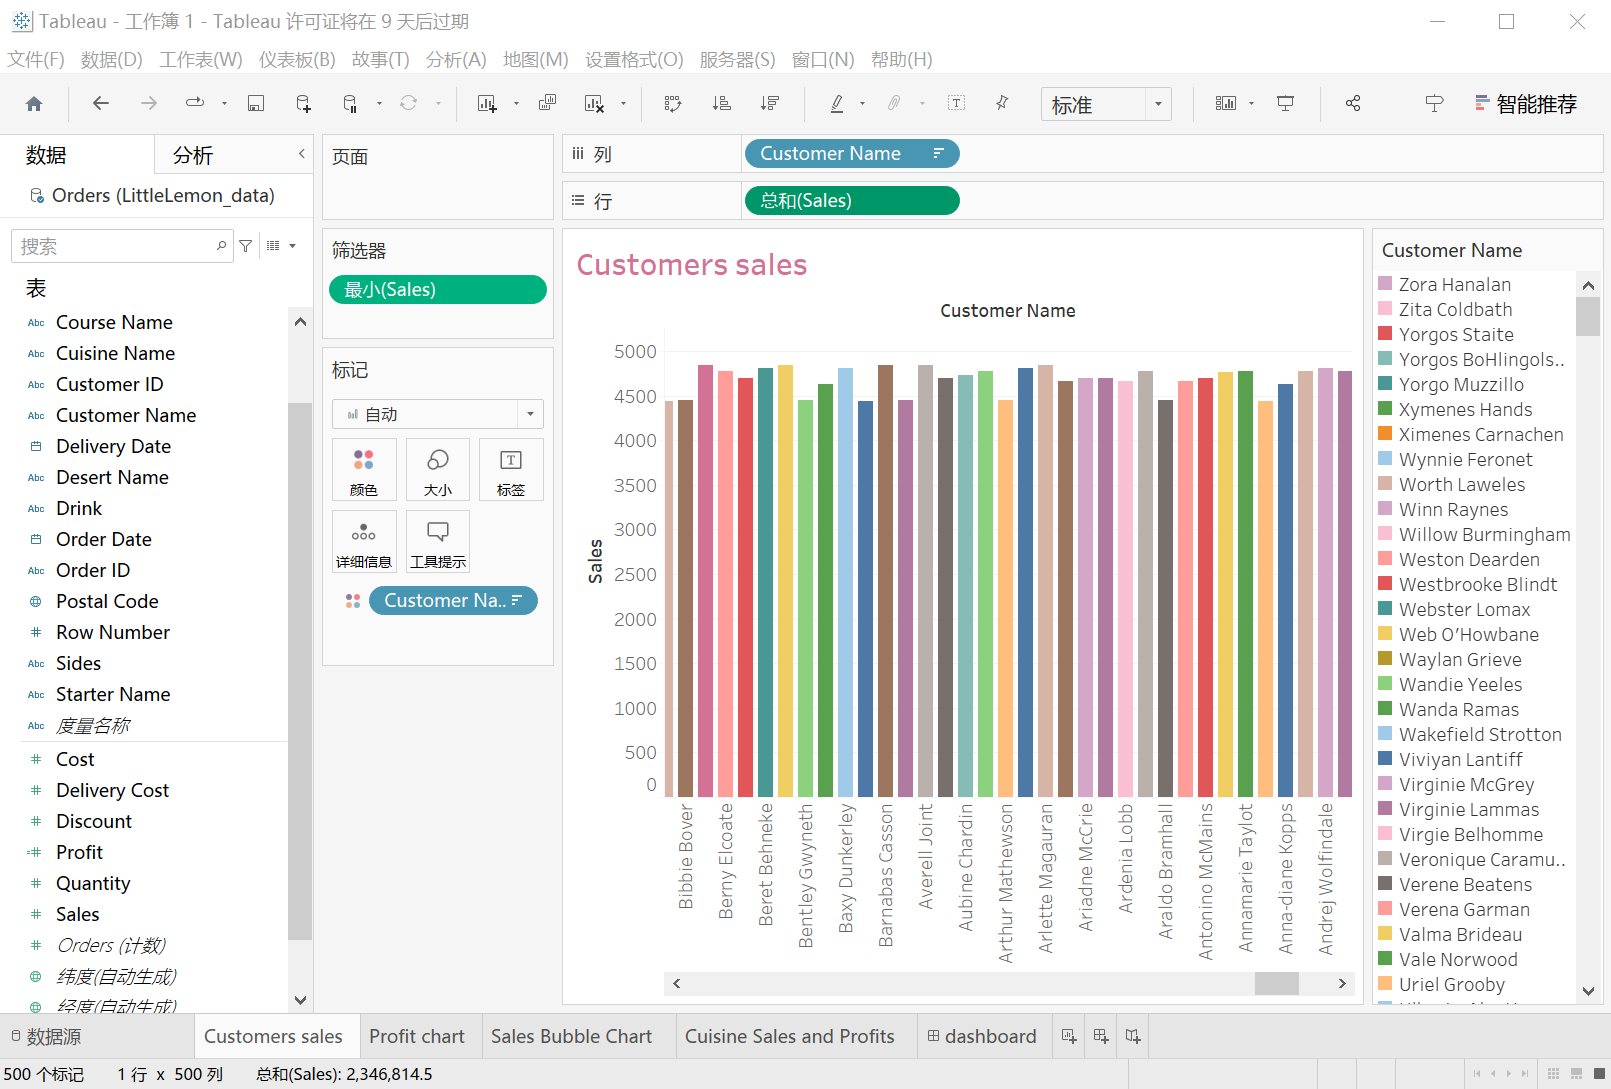 Tableau - 工作簿 1 - Tableau 许可证将在 9 天后过期
文件(F) 数据(D) 工作表(W) 仪表板(B) 故事(T) 分析(A) 地图(M) 设置格式(O) 服务器(S) 窗口(N) 帮助(H)
标准
智能推荐
数据
分析
Orders (LittleLemon_data)
搜索
表
Abc Course Name
Abc Cuisine Name
Abc Customer ID
Abc Customer Name
Delivery Date
Abc Desert Name
Abc Drink
Order Date
Abc Order ID
Postal Code
# Row Number
Abc Sides
Abc Starter Name
Abc 度量名称
# Cost
# Delivery Cost
# Discount
=# Profit
# Quantity
# Sales
# Orders (计数)
纬度(自动生成)
经度(自动生成)
页面
筛选器
最小(Sales)
标记
自动
颜色
大小
T
标签
详细信息
工具提示
Customer Na..
列
Customer Name
行
总和(Sales)
Customers sales
Customer Name
Sales
5000
4500
4000
3500
3000
2500
2000
1500
1000
500
0
Bibbie Bover
Berny Elcoate
Beret Behneke
Bentley Gwyneth
Baxy Dunkerley
Barnabas Casson
Averell Joint
Aubine Chardin
Arthur Mathewson
Arlette Magauran
Ariadne McCrie
Ardenia Lobb
Araldo Bramhall
Antonino McMains
Annamarie Taylot
Anna-diane Kopps
Andrej Wolfindale
Customer Name
Zora Hanalan
Zita Coldbath
Yorgos Staite
Yorgos BoHlingols..
Yorgo Muzzillo
Xymenes Hands
Ximenes Carnachen
Wynnie Feronet
Worth Laweles
Winn Raynes
Willow Burmingham
Weston Dearden
Westbrooke Blindt
Webster Lomax
Web O'Howbane
Waylan Grieve
Wandie Yeeles
Wanda Ramas
Wakefield Strotton
Viviyan Lantiff
Virginie McGrey
Virginie Lammas
Virgie Belhomme
Veronique Caramu..
Verene Beatens
Verena Garman
Valma Brideau
Vale Norwood
Uriel Grooby
数据源
Customers sales
Profit chart
Sales Bubble Chart
Cuisine Sales and Profits
dashboard
500 个标记 1 行 x 500 列 总和(Sales): 2,346,814.5